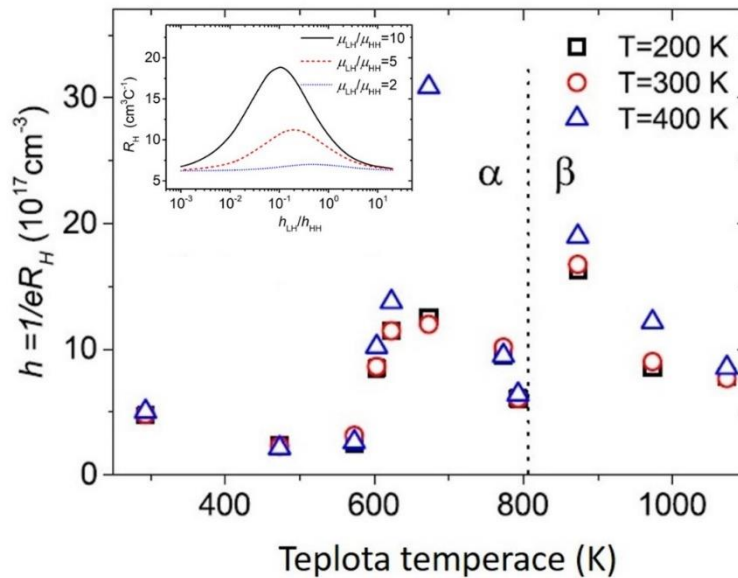 μLH/μHH=10
μLH/μHH=5
μLH/μHH=2
RH (cm³C⁻¹)
20
15
10
5
10⁻³ 10⁻² 10⁻¹ 10⁰ 10¹
hLH/hHH
T=200 K
T=300 K
T=400 K
α β
h =1/eRH (10¹⁷cm⁻³)
30
20
10
0
400 600 800 1000
Teplota temperace (K)